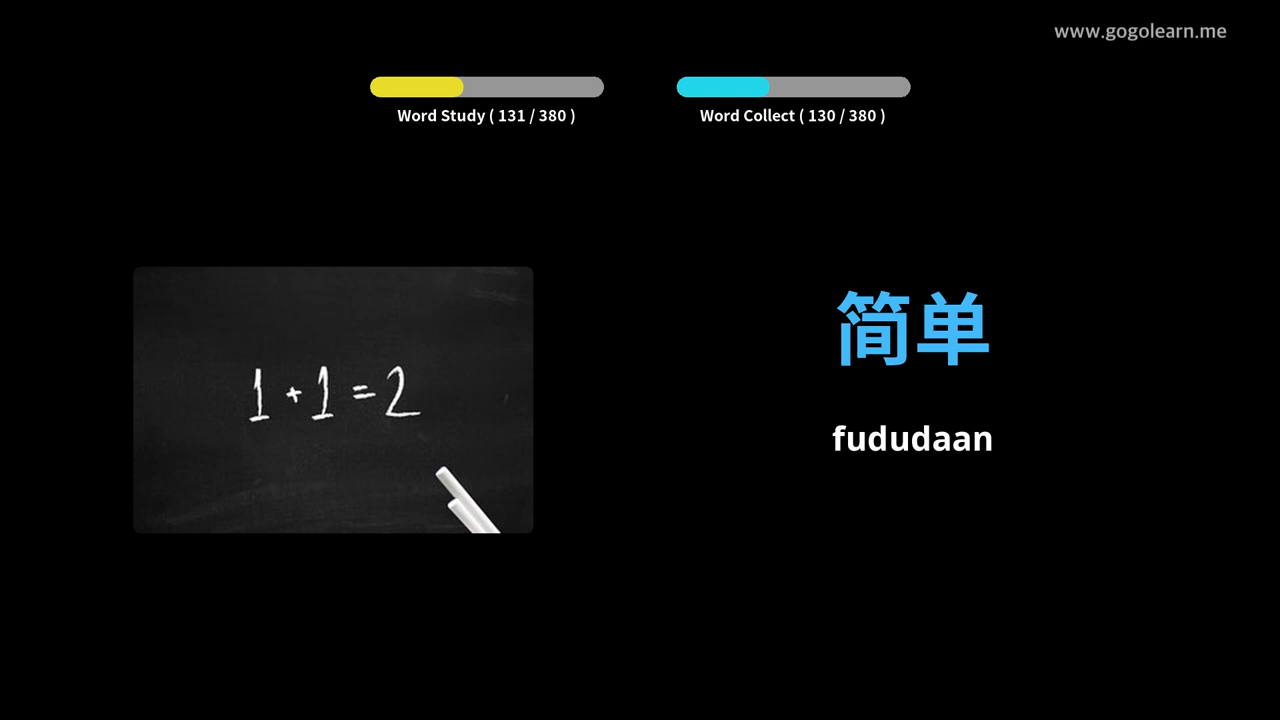 www.gogolearn.me
Word Study ( 131 / 380 )
Word Collect ( 130 / 380 )
1 + 1 = 2
简单
fududaan